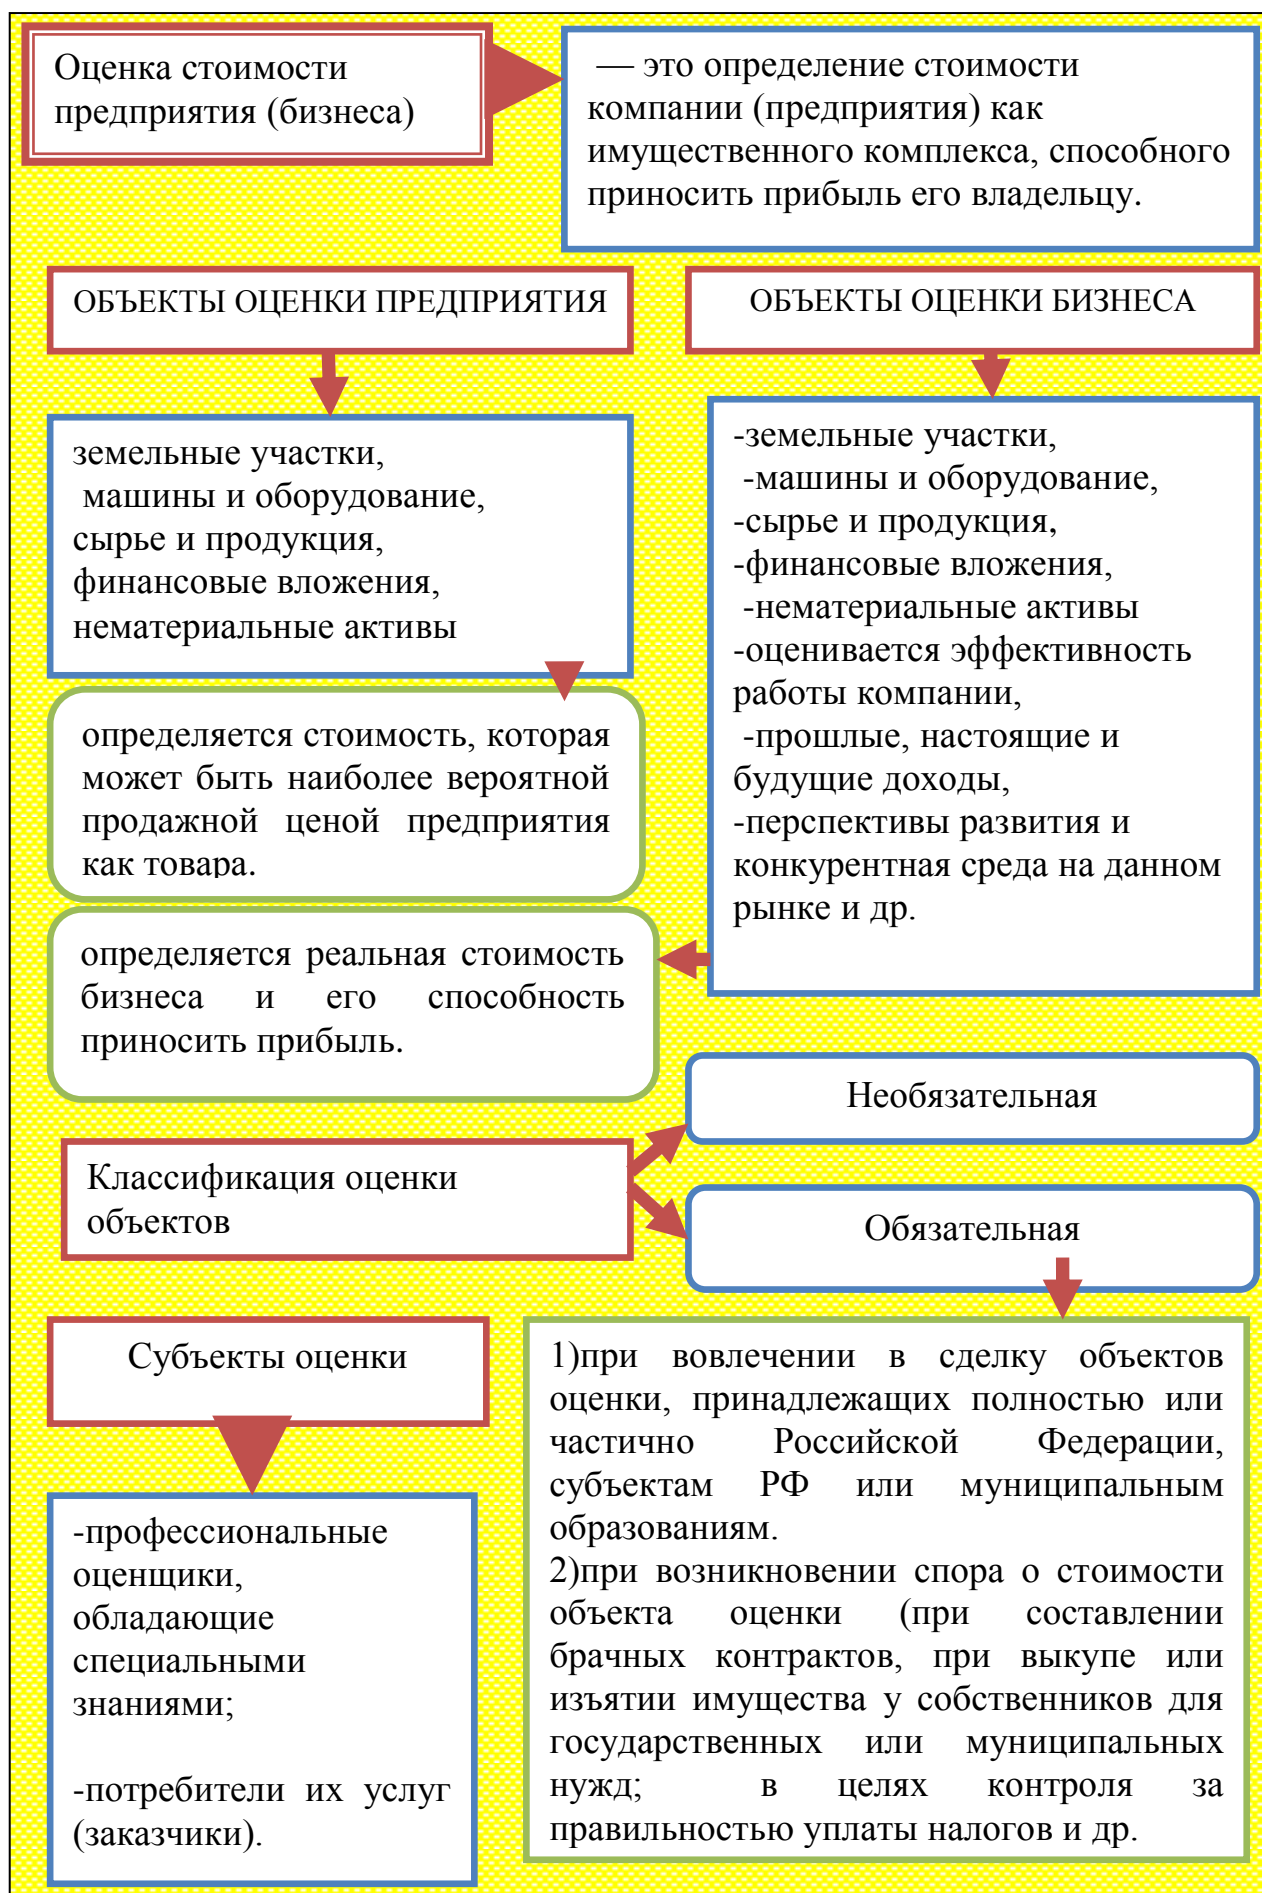 Оценка стоимости
предприятия (бизнеса)
— это определение стоимости
компании (предприятия) как
имущественного комплекса, способного
приносить прибыль его владельцу.
ОБЪЕКТЫ ОЦЕНКИ ПРЕДПРИЯТИЯ
ОБЪЕКТЫ ОЦЕНКИ БИЗНЕСА
земельные участки,
машины и оборудование,
сырье и продукция,
финансовые вложения,
нематериальные активы
-земельные участки,
-машины и оборудование,
-сырье и продукция,
-финансовые вложения,
-нематериальные активы
-оценивается эффективность
работы компании,
-прошлые, настоящие и
будущие доходы,
-перспективы развития и
конкурентная среда на данном
рынке и др.
определяется стоимость, которая
может быть наиболее вероятной
продажной ценой предприятия
как товара.
определяется реальная стоимость
бизнеса и его способность
приносить прибыль.
Необязательная
Классификация оценки
объектов
Обязательная
Субъекты оценки
-профессиональные
оценщики,
обладающие
специальными
знаниями;
-потребители их услуг
(заказчики).
1)при вовлечении в сделку объектов
оценки, принадлежащих полностью или
частично Российской Федерации,
субъектам РФ или муниципальным
образованиям.
2)при возникновении спора о стоимости
объекта оценки (при составлении
брачных контрактов, при выкупе или
изъятии имущества у собственников для
государственных или муниципальных
нужд; в целях контроля за
правильностью уплаты налогов и др.